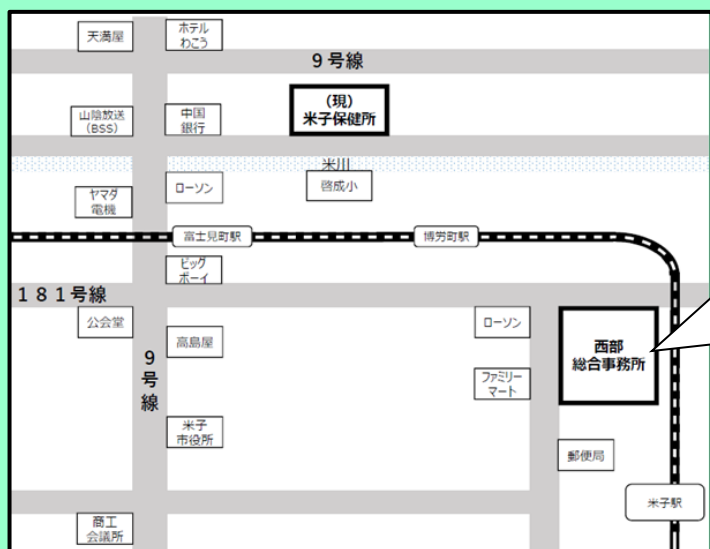 天満屋
ホテル
わこう
9号線
山陰放送
(BSS)
中国
銀行
(現)
米子保健所
米川
ヤマダ
電機
ローソン
啓成小
富士見町駅
博労町駅
ビッグ
ボーイ
181号線
公会堂
高島屋
9号線
ローソン
西部
総合事務所
ファミリー
マート
米子
市役所
郵便局
米子駅
商工
会議所